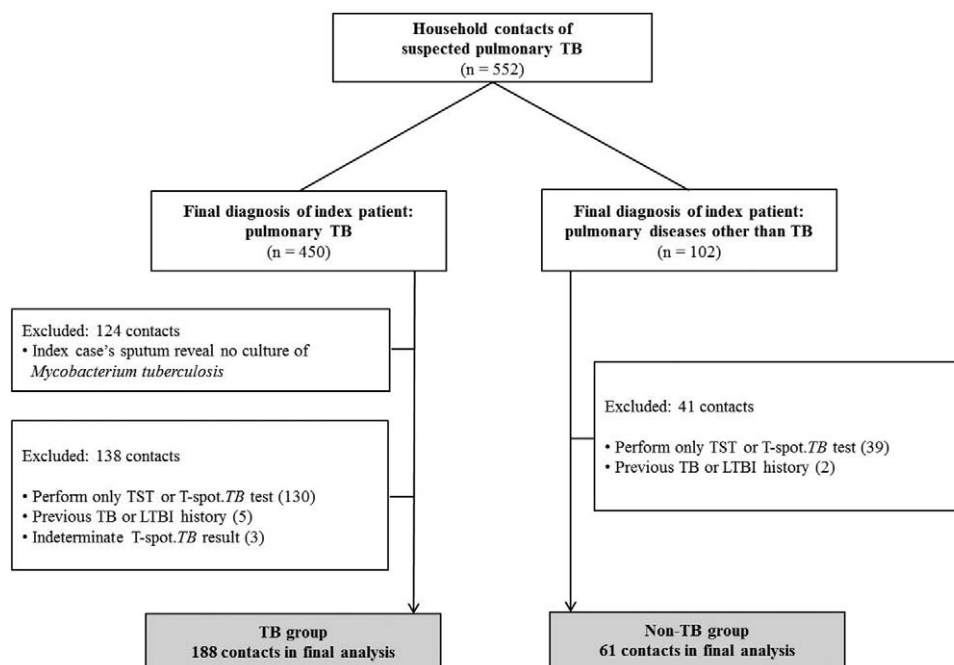 Household contacts of
suspected pulmonary TB
(n = 552)
Final diagnosis of index patient:
pulmonary TB
(n = 450)
Final diagnosis of index patient:
pulmonary diseases other than TB
(n = 102)
Excluded: 124 contacts
• Index case's sputum reveal no culture of
Mycobacterium tuberculosis
Excluded: 41 contacts
• Perform only TST or T-spot.TB test (39)
• Previous TB or LTBI history (2)
Excluded: 138 contacts
• Perform only TST or T-spot.TB test (130)
• Previous TB or LTBI history (5)
• Indeterminate T-spot.TB result (3)
TB group
188 contacts in final analysis
Non-TB group
61 contacts in final analysis